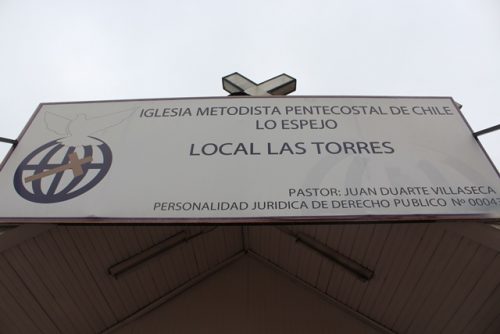 IGLESIA METODISTA PENTECOSTAL DE CHILE
LO ESPEJO
LOCAL LAS TORRES
PASTOR: JUAN DUARTE VILLASECA
PERSONALIDAD JURIDICA DE DERECHO PUBLICO Nº